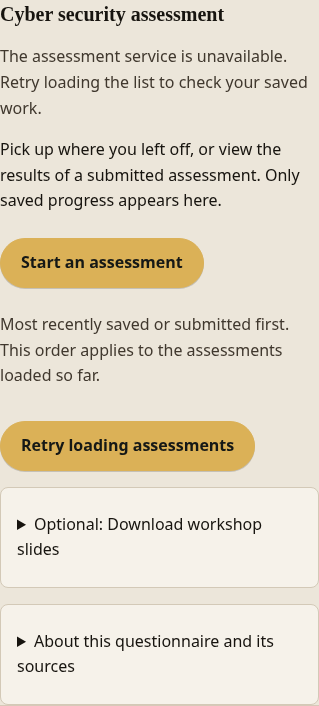 Cyber security assessment
The assessment service is unavailable.
Retry loading the list to check your saved
work.
Pick up where you left off, or view the
results of a submitted assessment. Only
saved progress appears here.
Start an assessment
Most recently saved or submitted first.
This order applies to the assessments
loaded so far.
Retry loading assessments
Optional: Download workshop
slides
About this questionnaire and its
sources